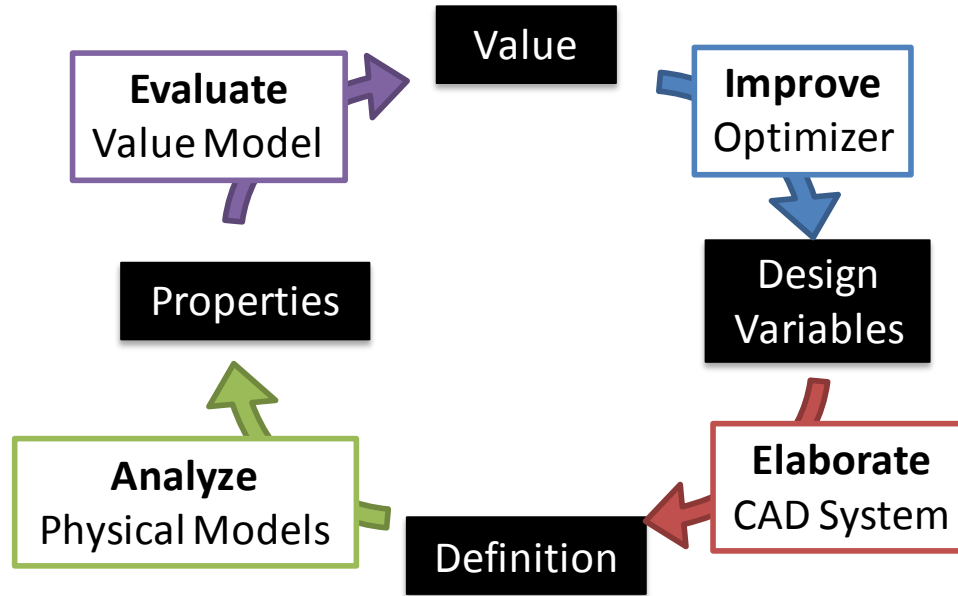 Value
Evaluate
Value Model
Improve
Optimizer
Properties
Design
Variables
Analyze
Physical Models
Elaborate
CAD System
Definition